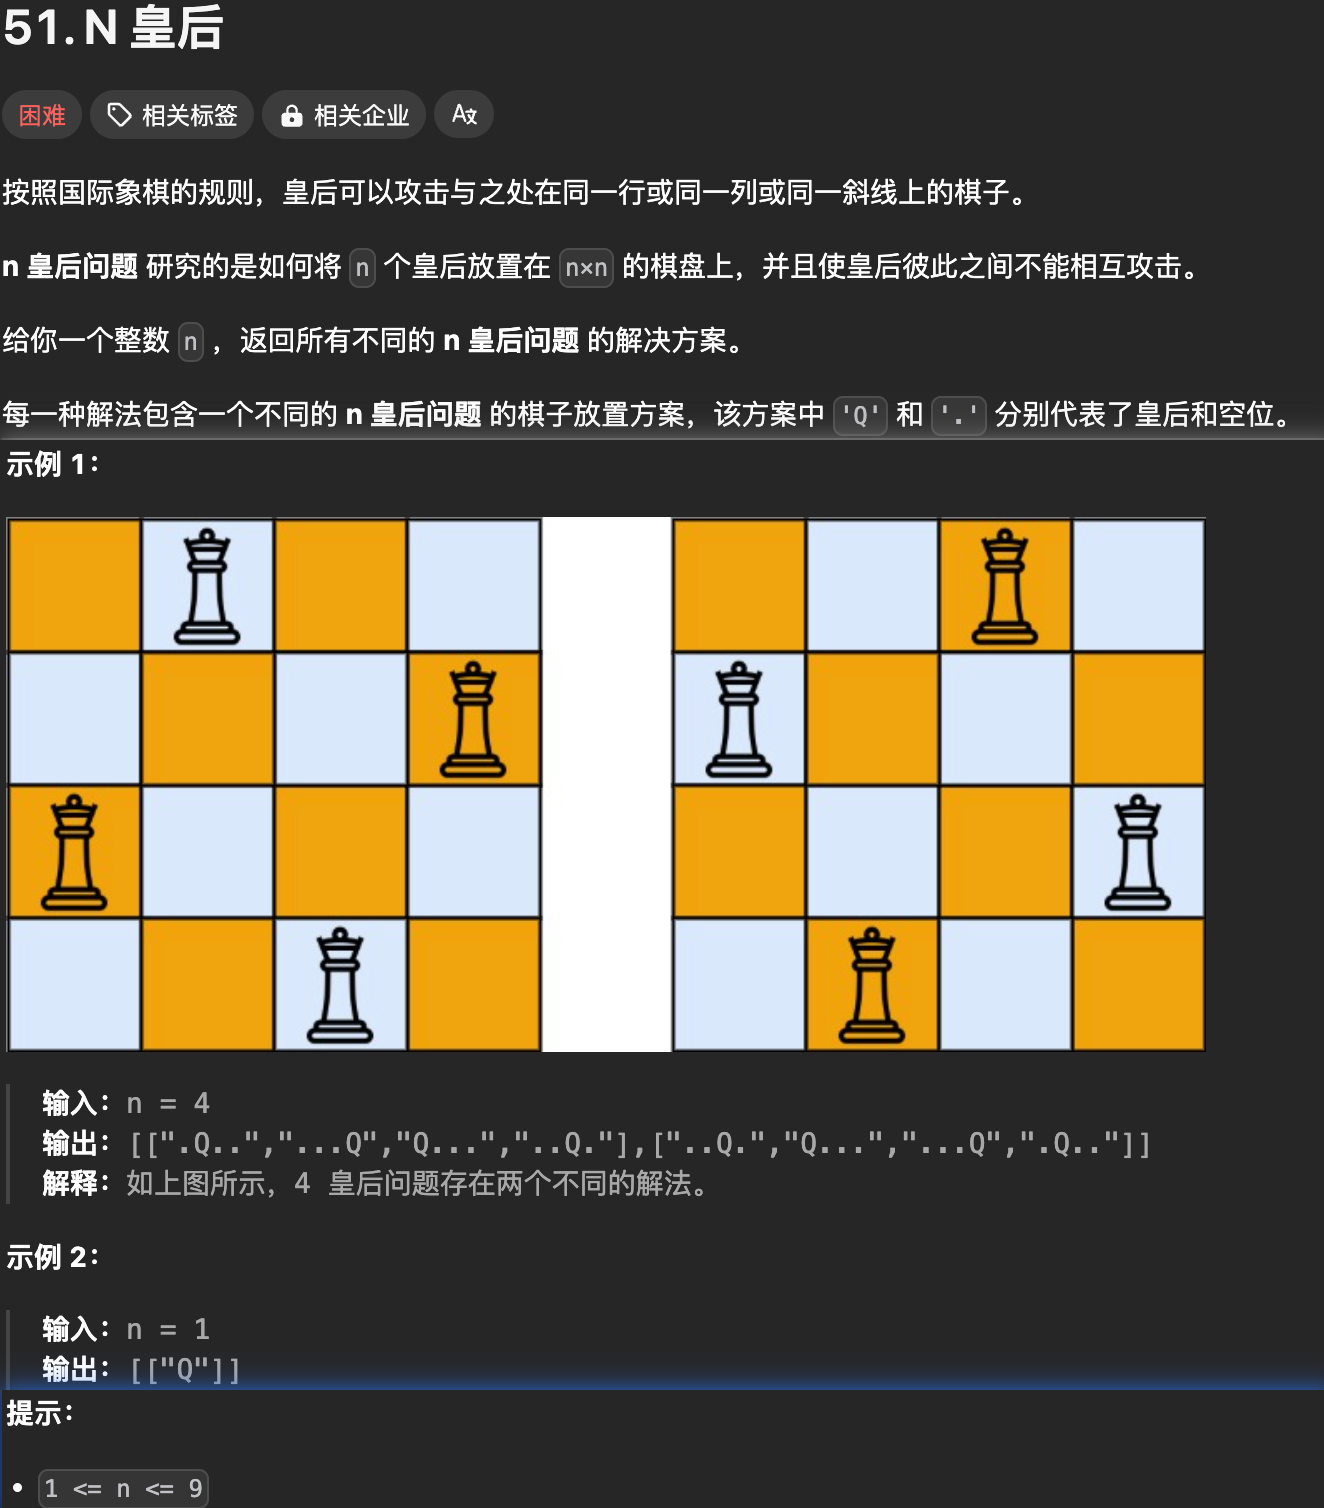 51. N 皇后
困难 相关标签 相关企业 A文
按照国际象棋的规则，皇后可以攻击与之处在同一行或同一列或同一斜线上的棋子。
n 皇后问题 研究的是如何将 n 个皇后放置在 n×n 的棋盘上，并且使皇后彼此之间不能相互攻击。
给你一个整数 n ，返回所有不同的 n 皇后问题 的解决方案。
每一种解法包含一个不同的 n 皇后问题 的棋子放置方案，该方案中 'Q' 和 '.' 分别代表了皇后和空位。
示例 1：
输入：n = 4
输出：[[".Q..","...Q","Q...","..Q."],["..Q.","Q...","...Q",".Q.."]]
解释：如上图所示，4 皇后问题存在两个不同的解法。
示例 2：
输入：n = 1
输出：[["Q"]]
提示：
• 1 <= n <= 9